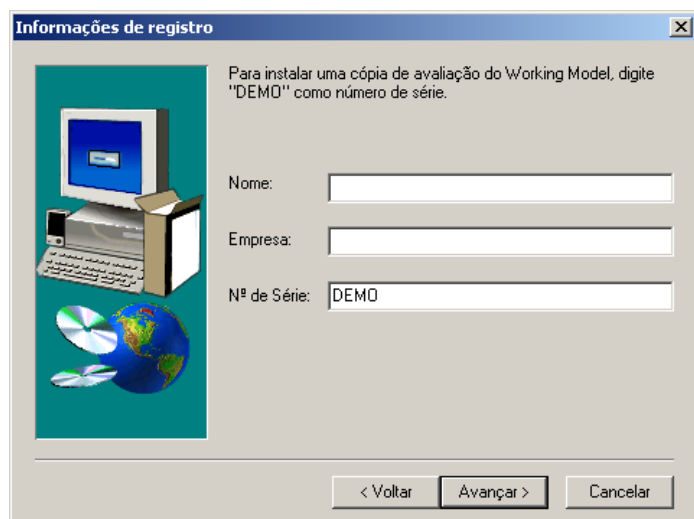 Informações de registro
Para instalar uma cópia de avaliação do Working Model, digite
"DEMO" como número de série.
Nome:
Empresa:
Nº de Série: DEMO
< Voltar Avançar > Cancelar